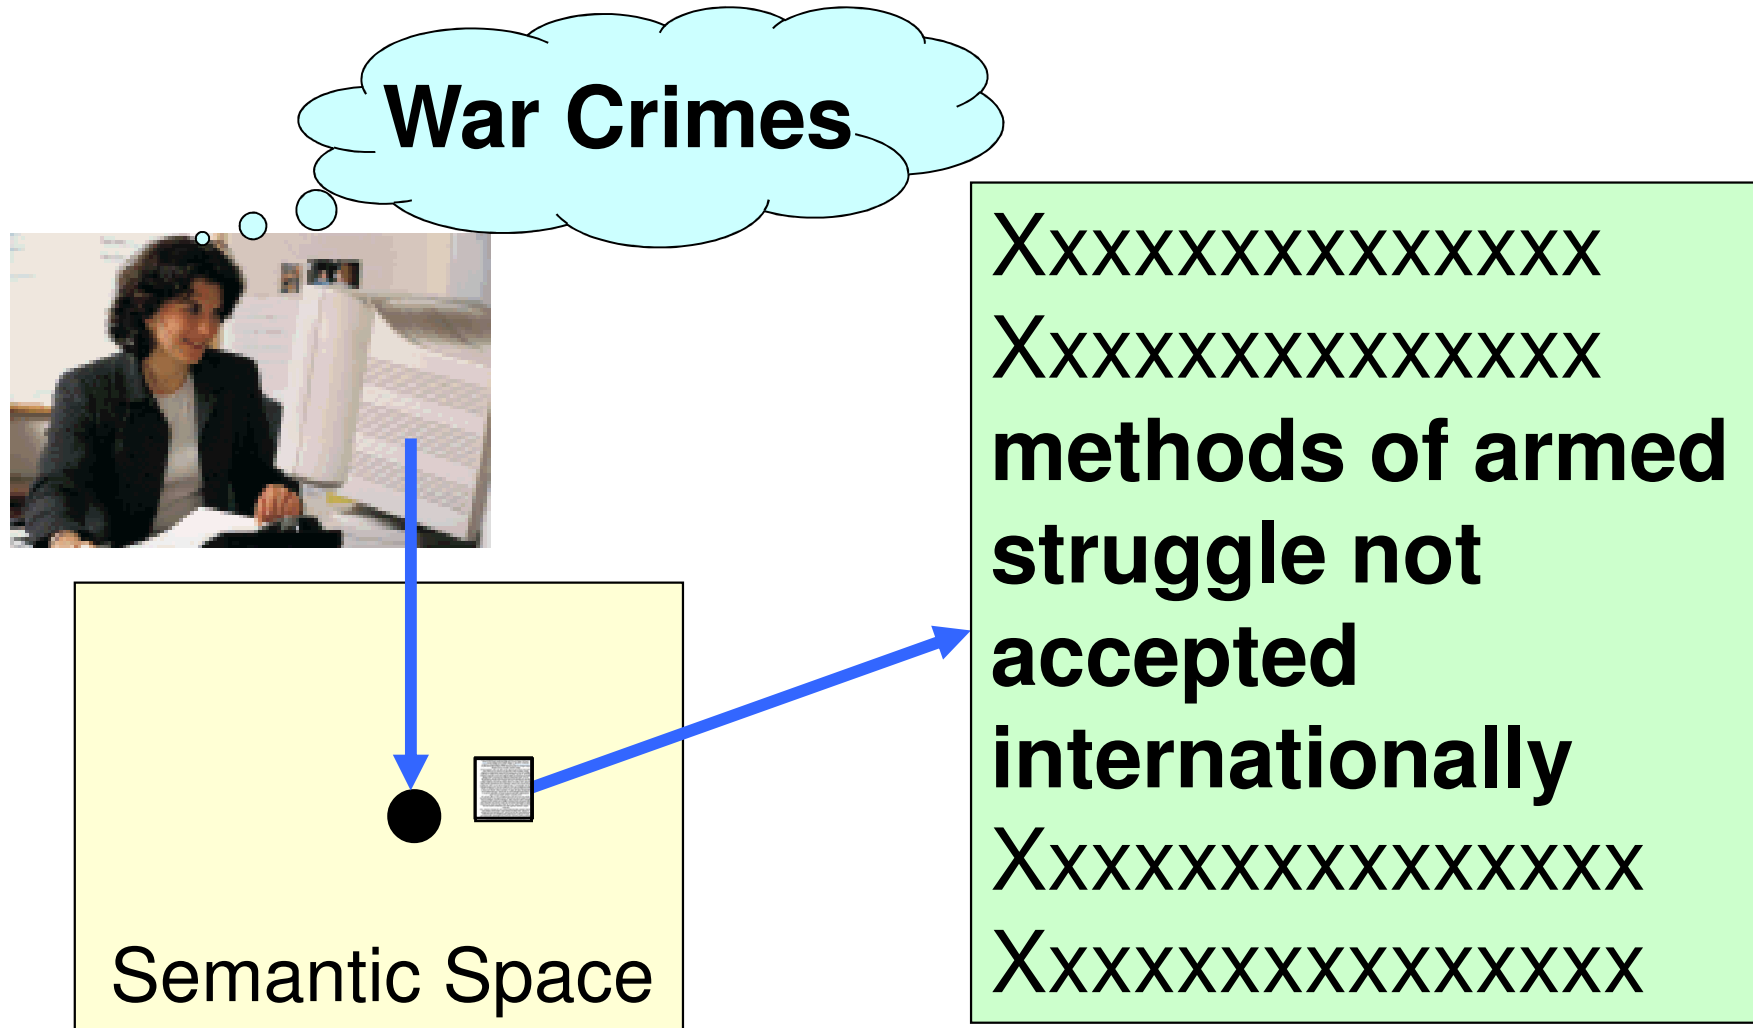 War Crimes
Xxxxxxxxxxxxxx
Xxxxxxxxxxxxxx
methods of armed
struggle not
accepted
internationally
Xxxxxxxxxxxxxxx
Xxxxxxxxxxxxxxx
Semantic Space